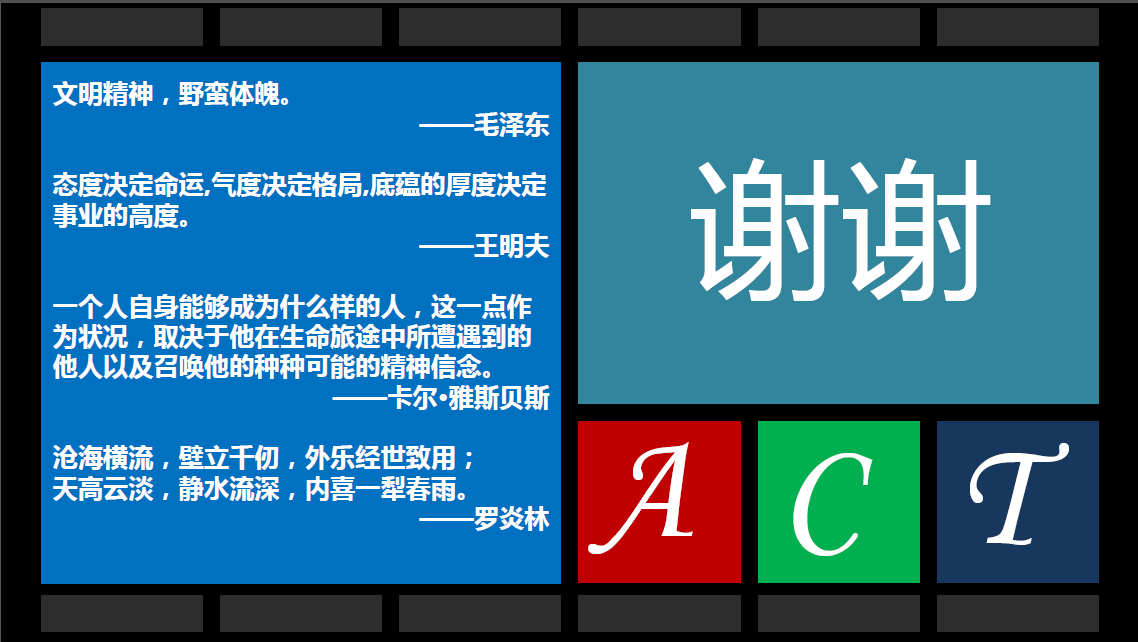 文明精神，野蛮体魄。
——毛泽东
态度决定命运,气度决定格局,底蕴的厚度决定
事业的高度。
——王明夫
一个人自身能够成为什么样的人，这一点作
为状况，取决于他在生命旅途中所遭遇到的
他人以及召唤他的种种可能的精神信念。
——卡尔•雅斯贝斯
沧海横流，壁立千仞，外乐经世致用；
天高云淡，静水流深，内喜一犁春雨。
——罗炎林
谢谢
A C T